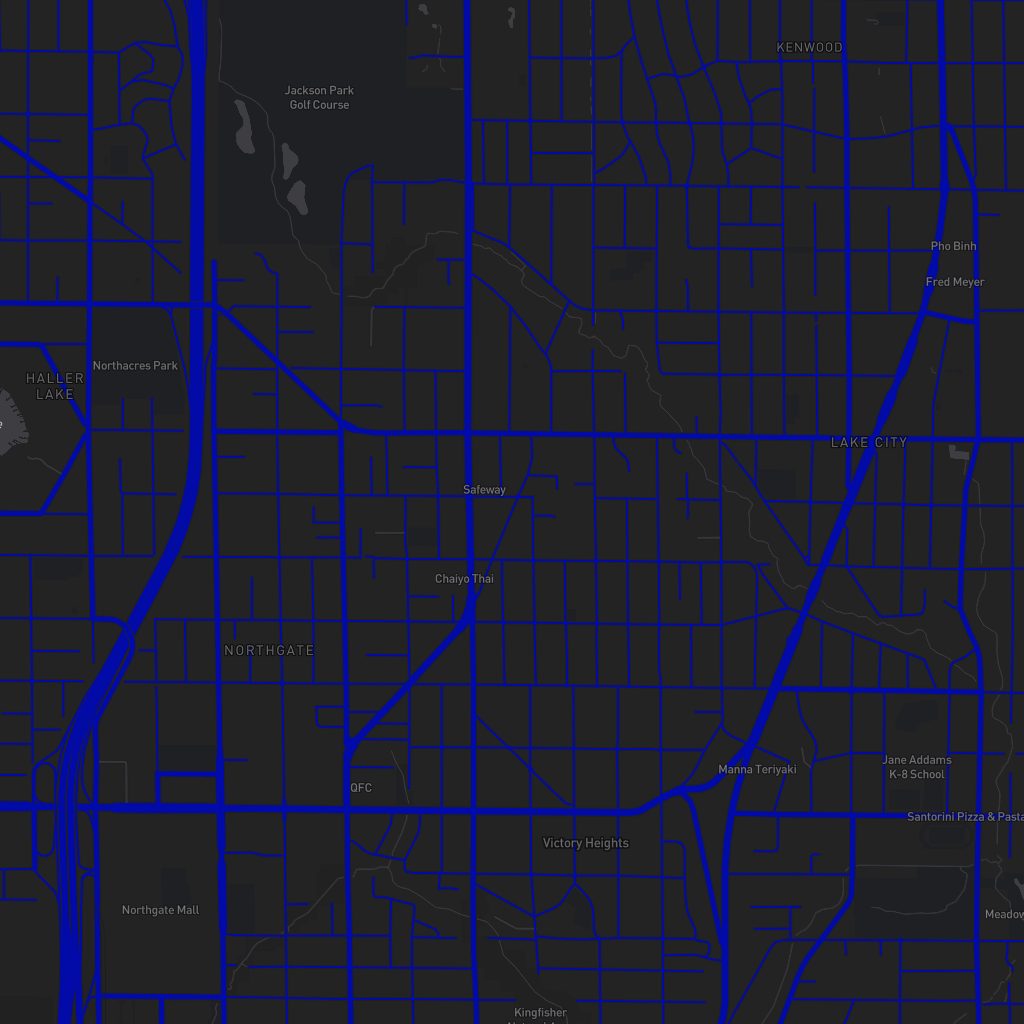 KENWOOD
Jackson Park
Golf Course
Pho Binh
Fred Meyer
Northacres Park
HALLER
LAKE
LAKE CITY
Safeway
Chaiyo Thai
NORTHGATE
Manna Teriyaki
Jane Addams
K-8 School
QFC
Santorini Pizza & Pasta
Victory Heights
Northgate Mall
Meadow
Kingfisher